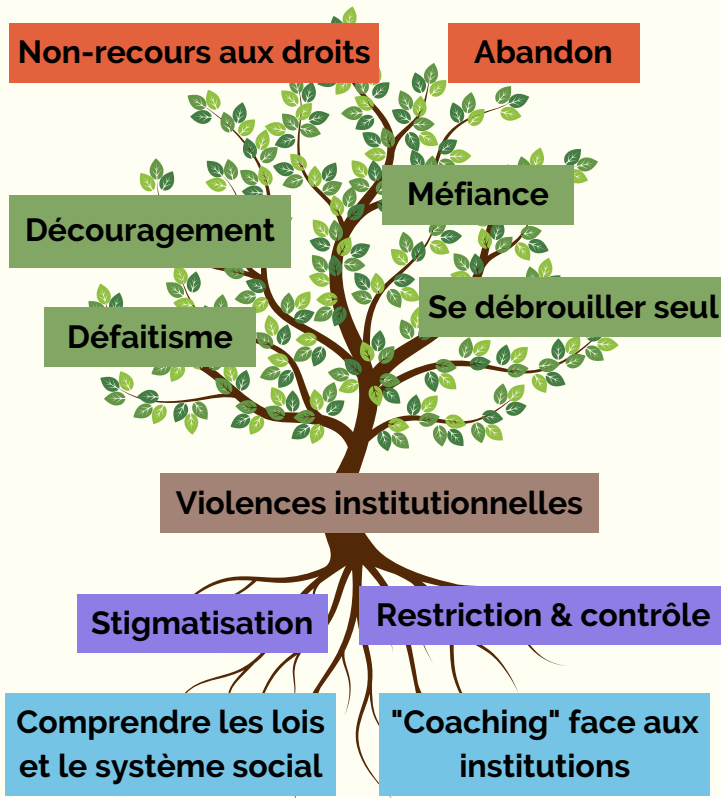 Non-recours aux droits
Abandon
Méfiance
Découragement
Se débrouiller seul
Défaitisme
Violences institutionnelles
Stigmatisation
Restriction & contrôle
Comprendre les lois
et le système social
"Coaching" face aux
institutions